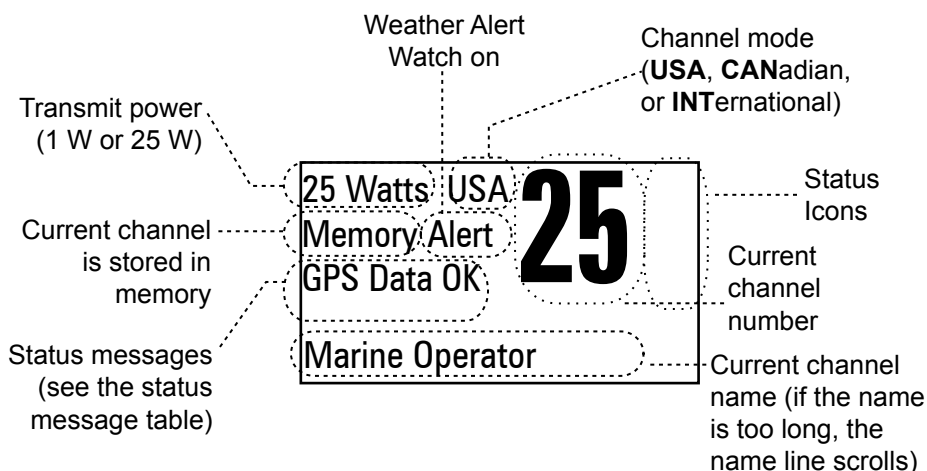 Weather Alert
Watch on
Channel mode
(USA, CANadian,
or INTernational)
Transmit power
(1 W or 25 W)
25 Watts USA
25
Status
Icons
Current channel
is stored in
memory
Memory Alert
GPS Data OK
Current
channel
number
Status messages
(see the status
message table)
Marine Operator
Current channel
name (if the name
is too long, the
name line scrolls)